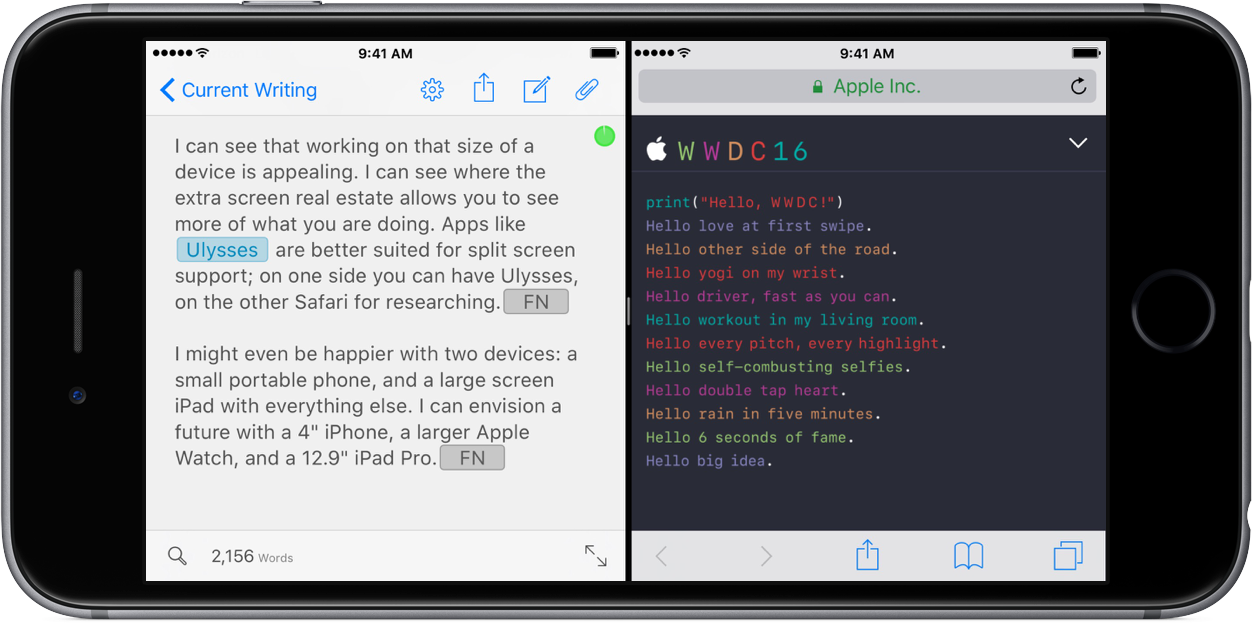 9:41 AM
Current Writing
I can see that working on that size of a
device is appealing. I can see where the
extra screen real estate allows you to see
more of what you are doing. Apps like
Ulysses are better suited for split screen
support; on one side you can have Ulysses,
on the other Safari for researching. FN
I might even be happier with two devices: a
small portable phone, and a large screen
iPad with everything else. I can envision a
future with a 4" iPhone, a larger Apple
Watch, and a 12.9" iPad Pro. FN
2,156 Words
9:41 AM
Apple Inc.
WWDC16
print("Hello, WWDC!")
Hello love at first swipe.
Hello other side of the road.
Hello yogi on my wrist.
Hello driver, fast as you can.
Hello workout in my living room.
Hello every pitch, every highlight.
Hello self-combusting selfies.
Hello double tap heart.
Hello rain in five minutes.
Hello 6 seconds of fame.
Hello big idea.